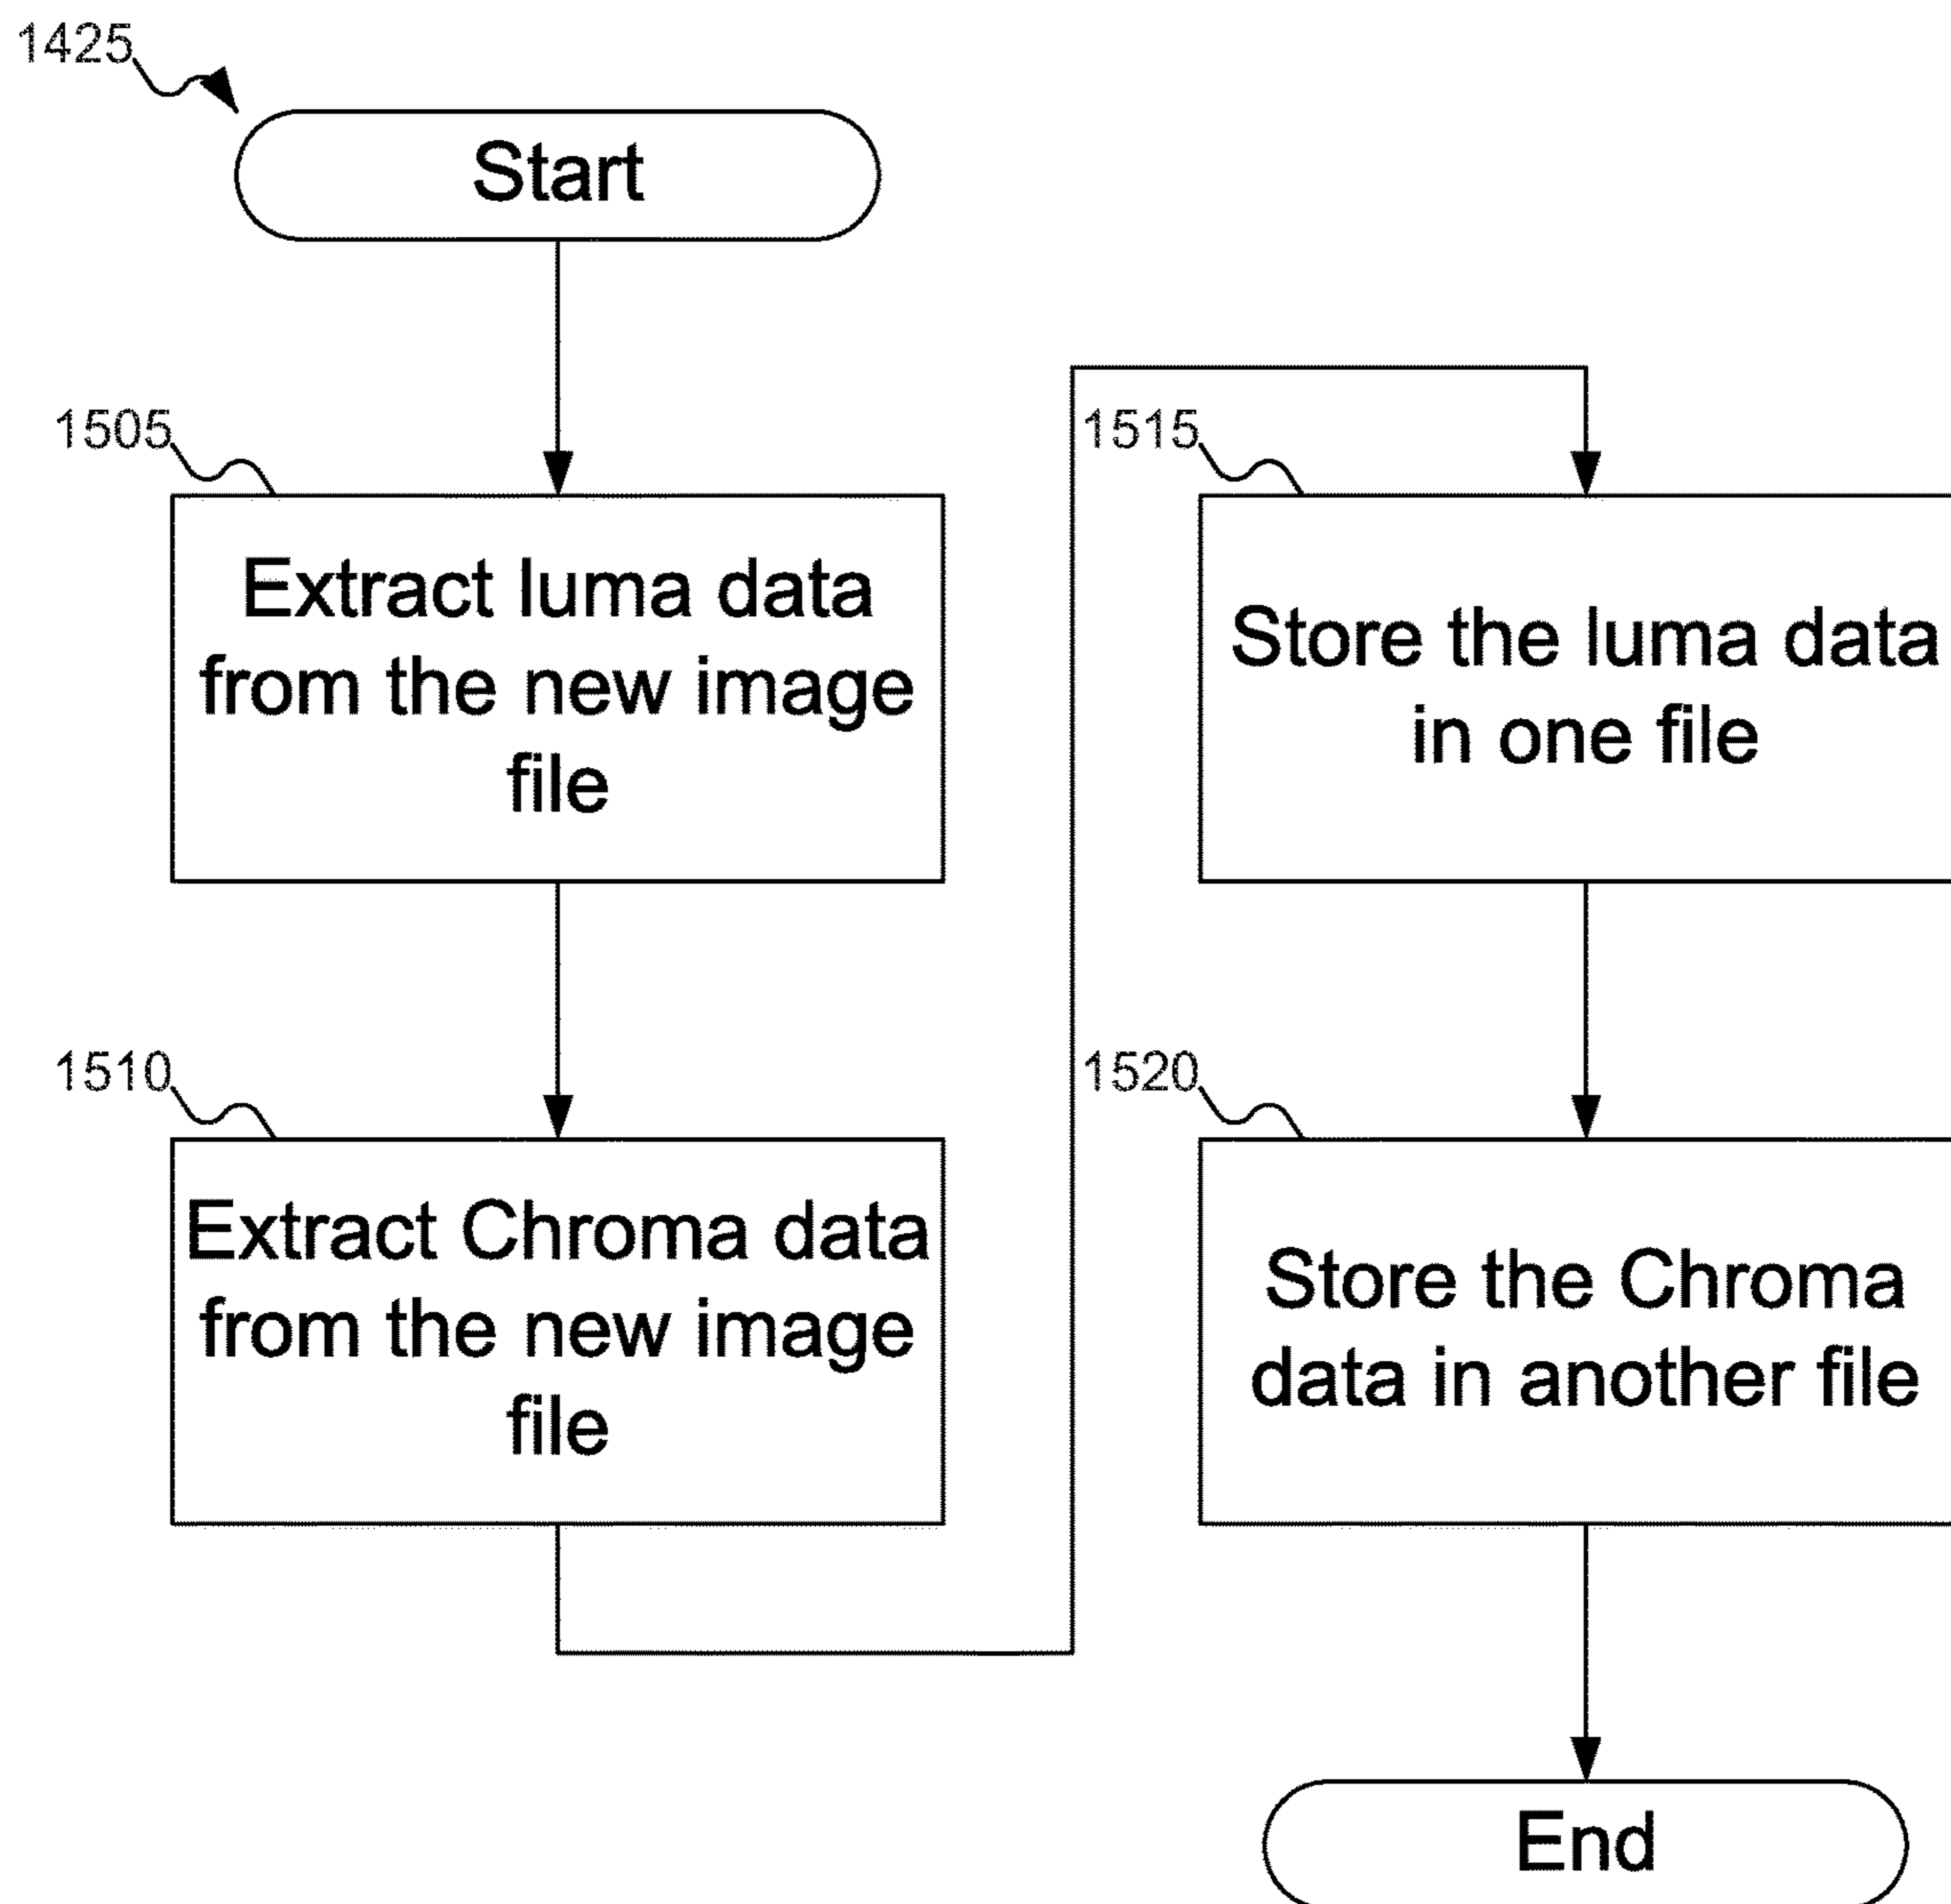 1425
Start
1505
Extract luma data
from the new image
file
1510
Extract Chroma data
from the new image
file
1515
Store the luma data
in one file
1520
Store the Chroma
data in another file
End